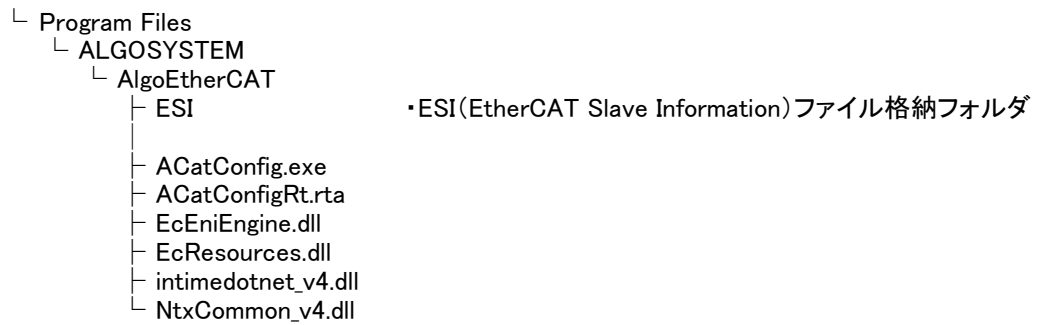 └ Program Files
└ ALGOSYSTEM
└ AlgoEtherCAT
├ ESI ・ESI(EtherCAT Slave Information)ファイル格納フォルダ
│
├ ACatConfig.exe
├ ACatConfigRt.rta
├ EcEniEngine.dll
├ EcResources.dll
├ intimedotnet_v4.dll
└ NtxCommon_v4.dll